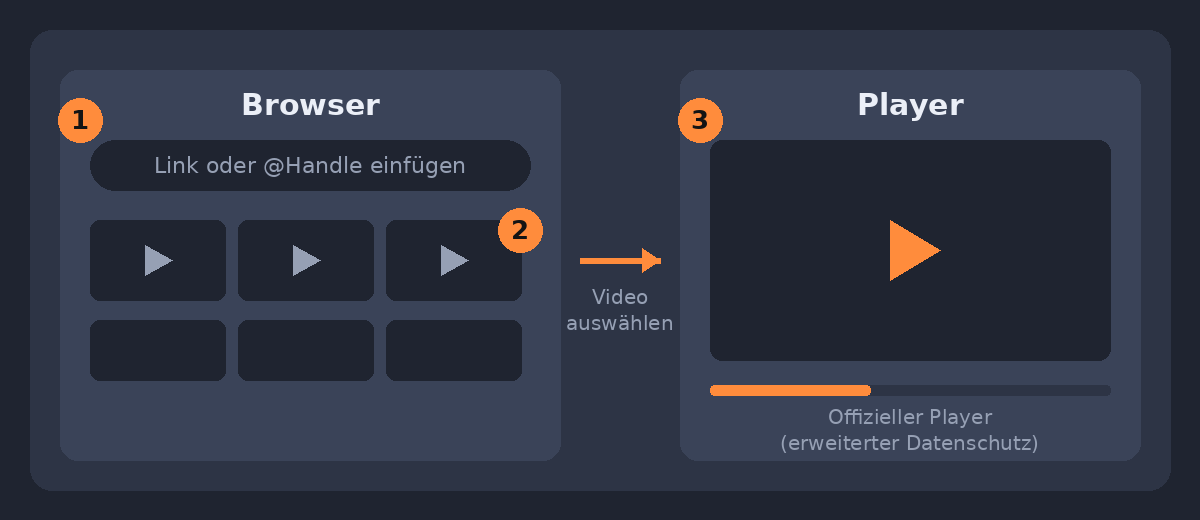 Browser
1
Link oder @Handle einfügen
2
Video
auswählen
Player
3
Offizieller Player
(erweiterter Datenschutz)